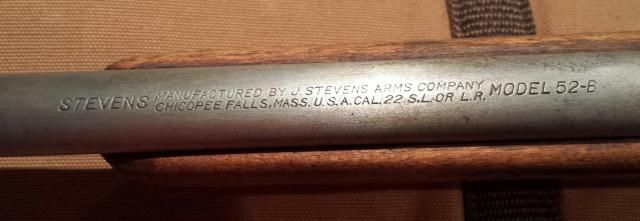 STEVENS MANUFACTURED BY J. STEVENS ARMS COMPANY MODEL 52-B
CHICOPEE FALLS, MASS. U.S.A. CAL. 22 S.L. OR L.R.